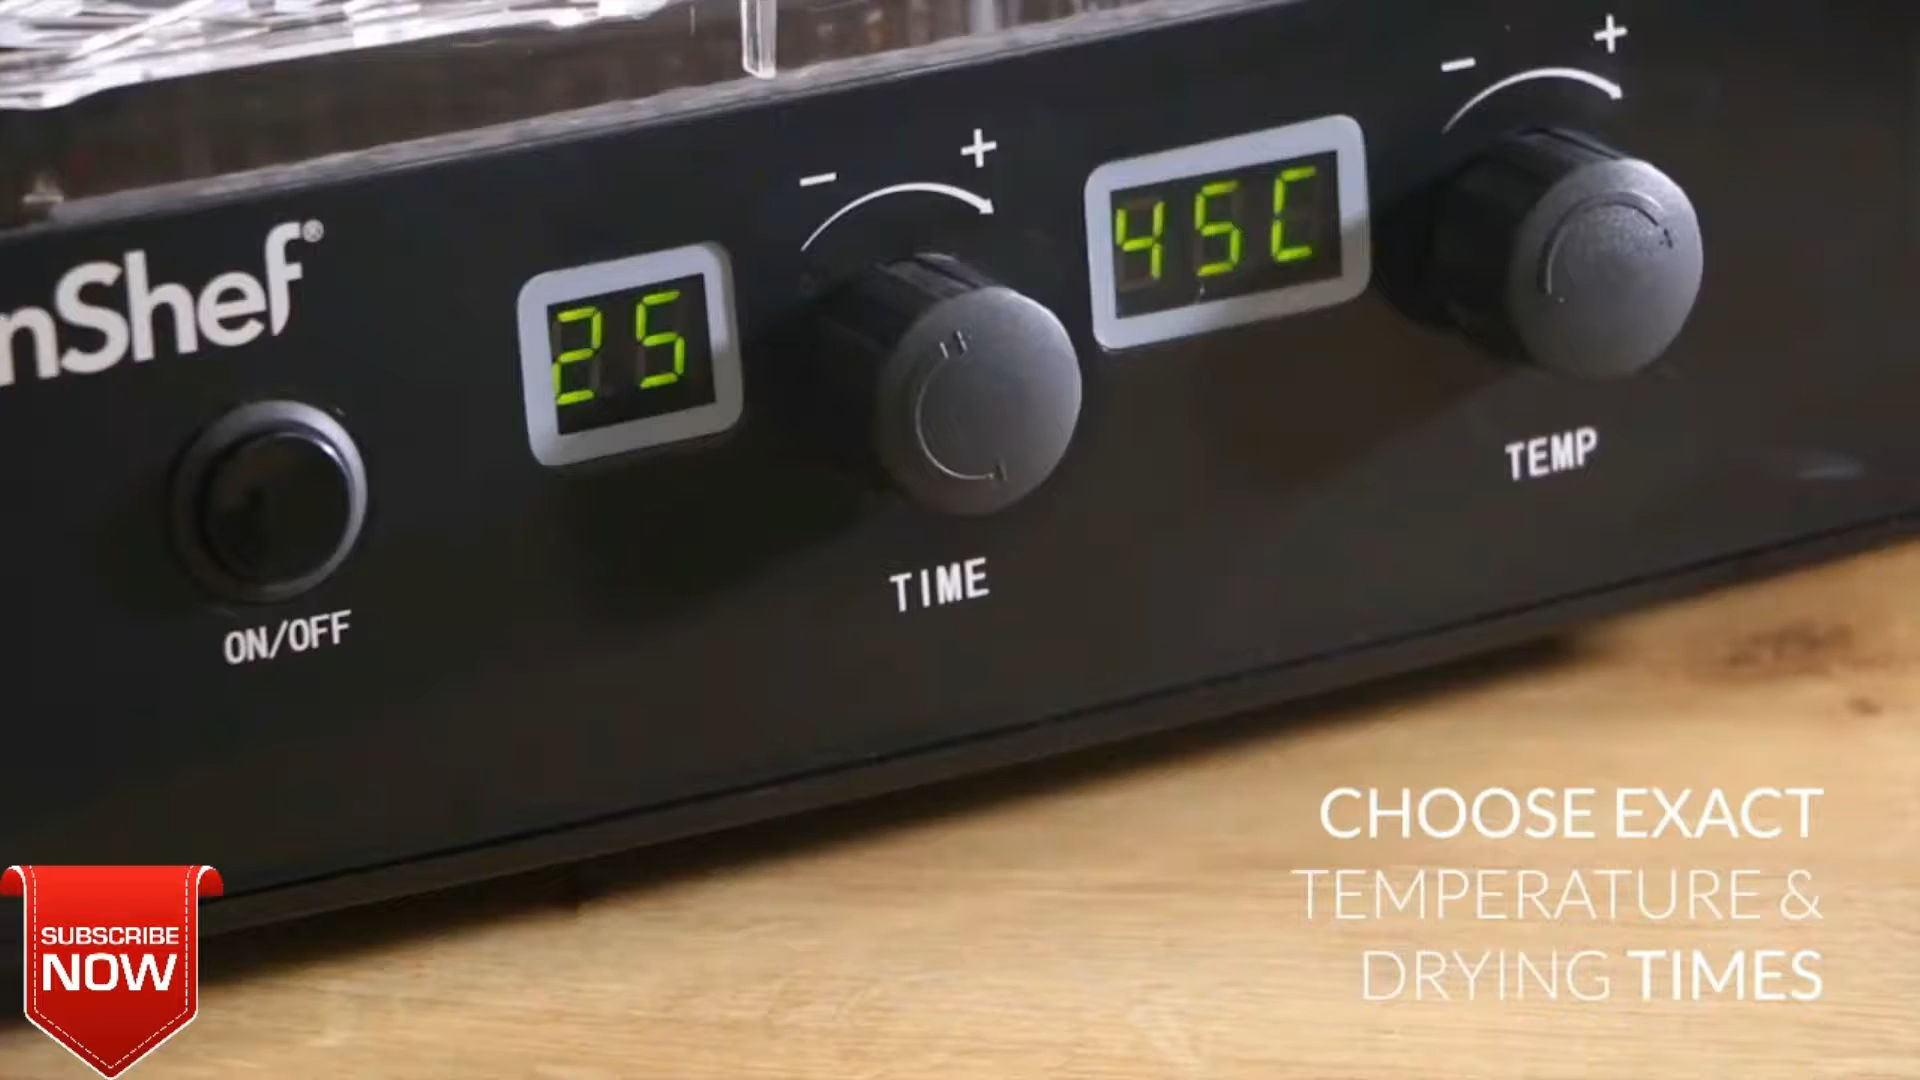 nShef®
25
45C
- +
- +
ON/OFF
TIME
TEMP
CHOOSE EXACT
TEMPERATURE &
DRYING TIMES
SUBSCRIBE
NOW